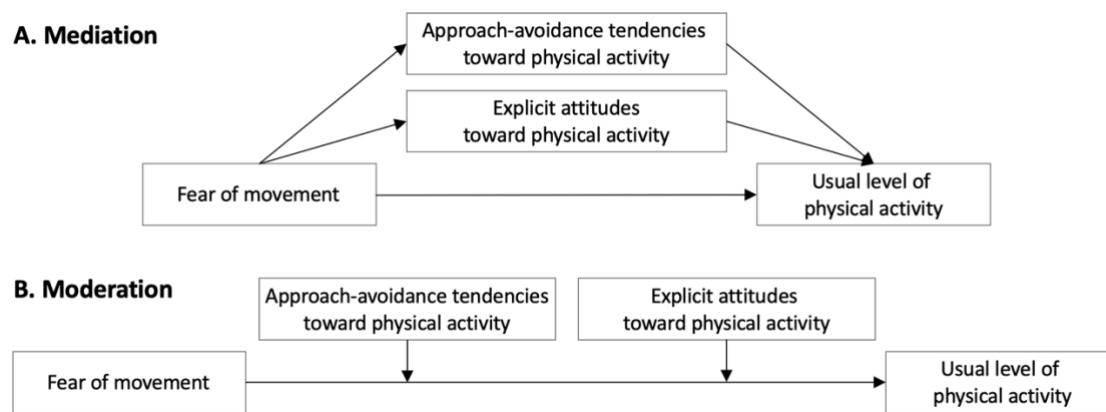 A. Mediation
Approach-avoidance tendencies
toward physical activity
Explicit attitudes
toward physical activity
Fear of movement
Usual level of
physical activity
B. Moderation
Approach-avoidance tendencies
toward physical activity
Explicit attitudes
toward physical activity
Fear of movement
Usual level of
physical activity